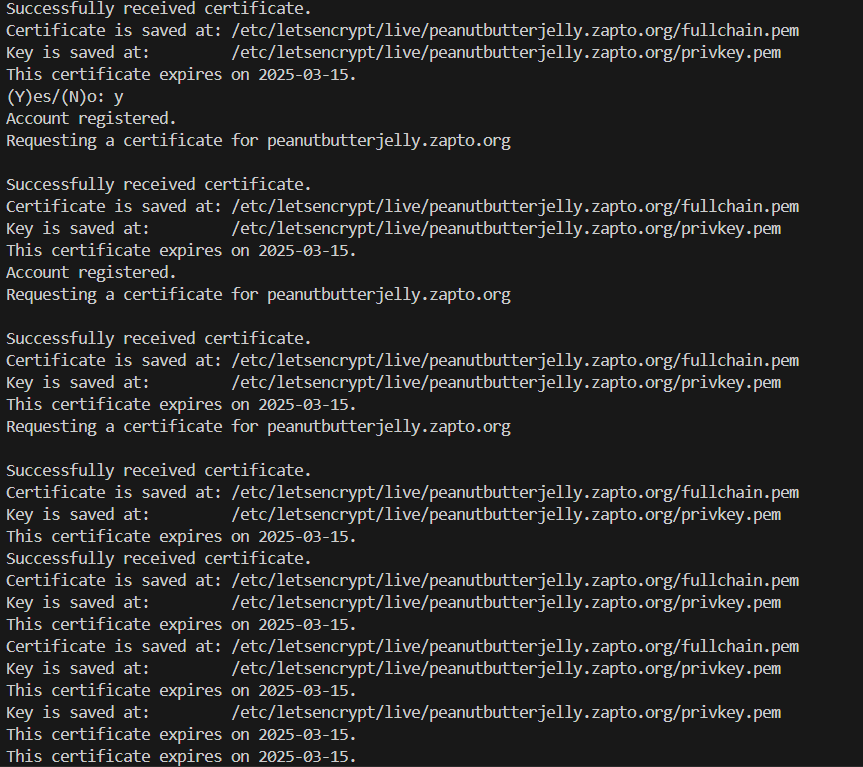 Successfully received certificate.
Certificate is saved at: /etc/letsencrypt/live/peanutbutterjelly.zapto.org/fullchain.pem
Key is saved at:         /etc/letsencrypt/live/peanutbutterjelly.zapto.org/privkey.pem
This certificate expires on 2025-03-15.
(Y)es/(N)o: y
Account registered.
Requesting a certificate for peanutbutterjelly.zapto.org

Successfully received certificate.
Certificate is saved at: /etc/letsencrypt/live/peanutbutterjelly.zapto.org/fullchain.pem
Key is saved at:         /etc/letsencrypt/live/peanutbutterjelly.zapto.org/privkey.pem
This certificate expires on 2025-03-15.
Account registered.
Requesting a certificate for peanutbutterjelly.zapto.org

Successfully received certificate.
Certificate is saved at: /etc/letsencrypt/live/peanutbutterjelly.zapto.org/fullchain.pem
Key is saved at:         /etc/letsencrypt/live/peanutbutterjelly.zapto.org/privkey.pem
This certificate expires on 2025-03-15.
Requesting a certificate for peanutbutterjelly.zapto.org

Successfully received certificate.
Certificate is saved at: /etc/letsencrypt/live/peanutbutterjelly.zapto.org/fullchain.pem
Key is saved at:         /etc/letsencrypt/live/peanutbutterjelly.zapto.org/privkey.pem
This certificate expires on 2025-03-15.
Successfully received certificate.
Certificate is saved at: /etc/letsencrypt/live/peanutbutterjelly.zapto.org/fullchain.pem
Key is saved at:         /etc/letsencrypt/live/peanutbutterjelly.zapto.org/privkey.pem
This certificate expires on 2025-03-15.
Certificate is saved at: /etc/letsencrypt/live/peanutbutterjelly.zapto.org/fullchain.pem
Key is saved at:         /etc/letsencrypt/live/peanutbutterjelly.zapto.org/privkey.pem
This certificate expires on 2025-03-15.
Key is saved at:         /etc/letsencrypt/live/peanutbutterjelly.zapto.org/privkey.pem
This certificate expires on 2025-03-15.
This certificate expires on 2025-03-15.